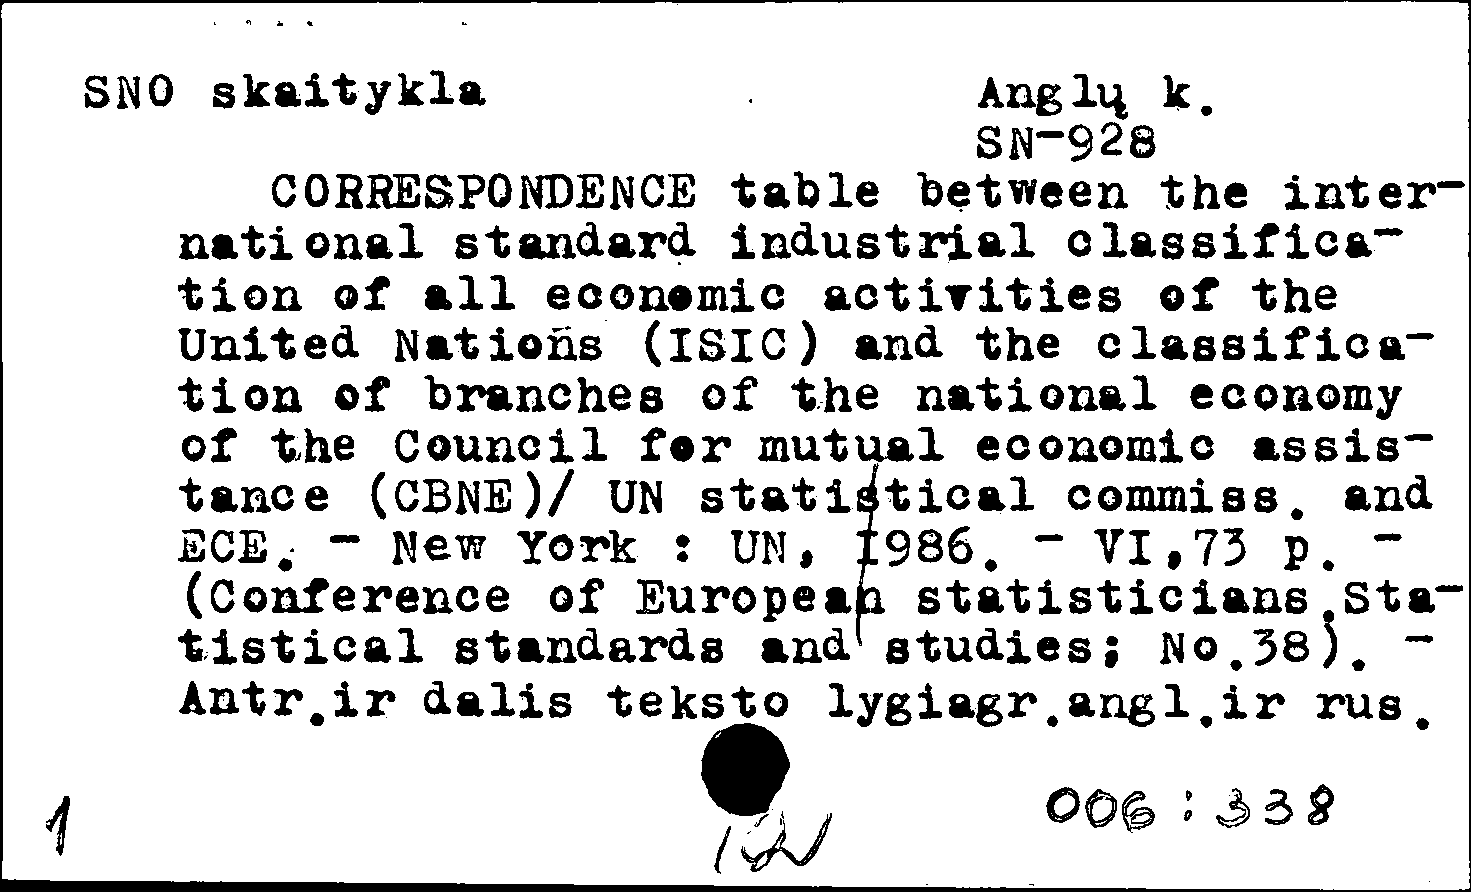 SNO skaitykla
Anglų k.
SN-928
CORRESPONDENCE table between the inter-
national standard industrial classifica-
tion of all economic activities of the
United Nations (ISIC) and the classifica-
tion of branches of the national economy
of the Council for mutual economic assis-
tance (CBNE)/ UN statistical commiss. and
ECE. - New York : UN, 1986. - VI,73 p. -
(Conference of European statisticians.Sta-
tistical standards and studies; No.38). -
Antr.ir dalis teksto lygiagr.angl.ir rus.
006:338
1